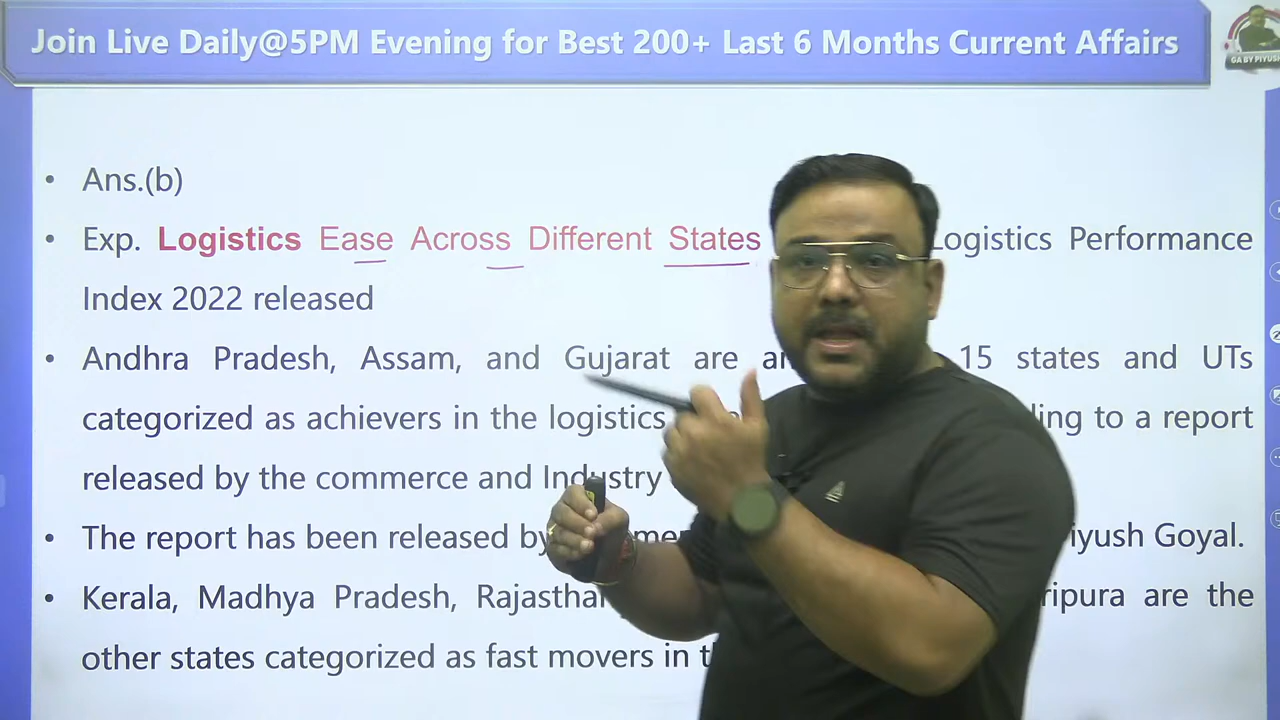 Join Live Daily@5PM Evening for Best 200+ Last 6 Months Current Affairs
GA BY PIYUSH
• Ans.(b)
• Exp. Logistics Ease Across Different States Logistics Performance
Index 2022 released
• Andhra Pradesh, Assam, and Gujarat are 15 states and UTs
categorized as achievers in the logistics to a report
released by the commerce and Industry
• The report has been released by Piyush Goyal.
• Kerala, Madhya Pradesh, Rajasthan Tripura are the
other states categorized as fast movers in